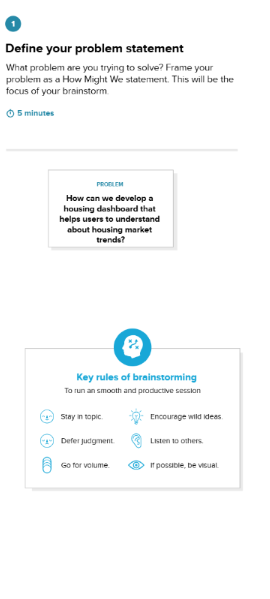 1
Define your problem statement
What problem are you trying to solve? Frame your
problem as a How Might We statement. This will be the
focus of your brainstorm.
5 minutes
PROBLEM
How can we develop a
housing dashboard that
helps users to understand
about housing market
trends?
Key rules of brainstorming
To run an smooth and productive session
Stay in topic.
Encourage wild ideas.
Defer judgment.
Listen to others.
Go for volume.
If possible, be visual.